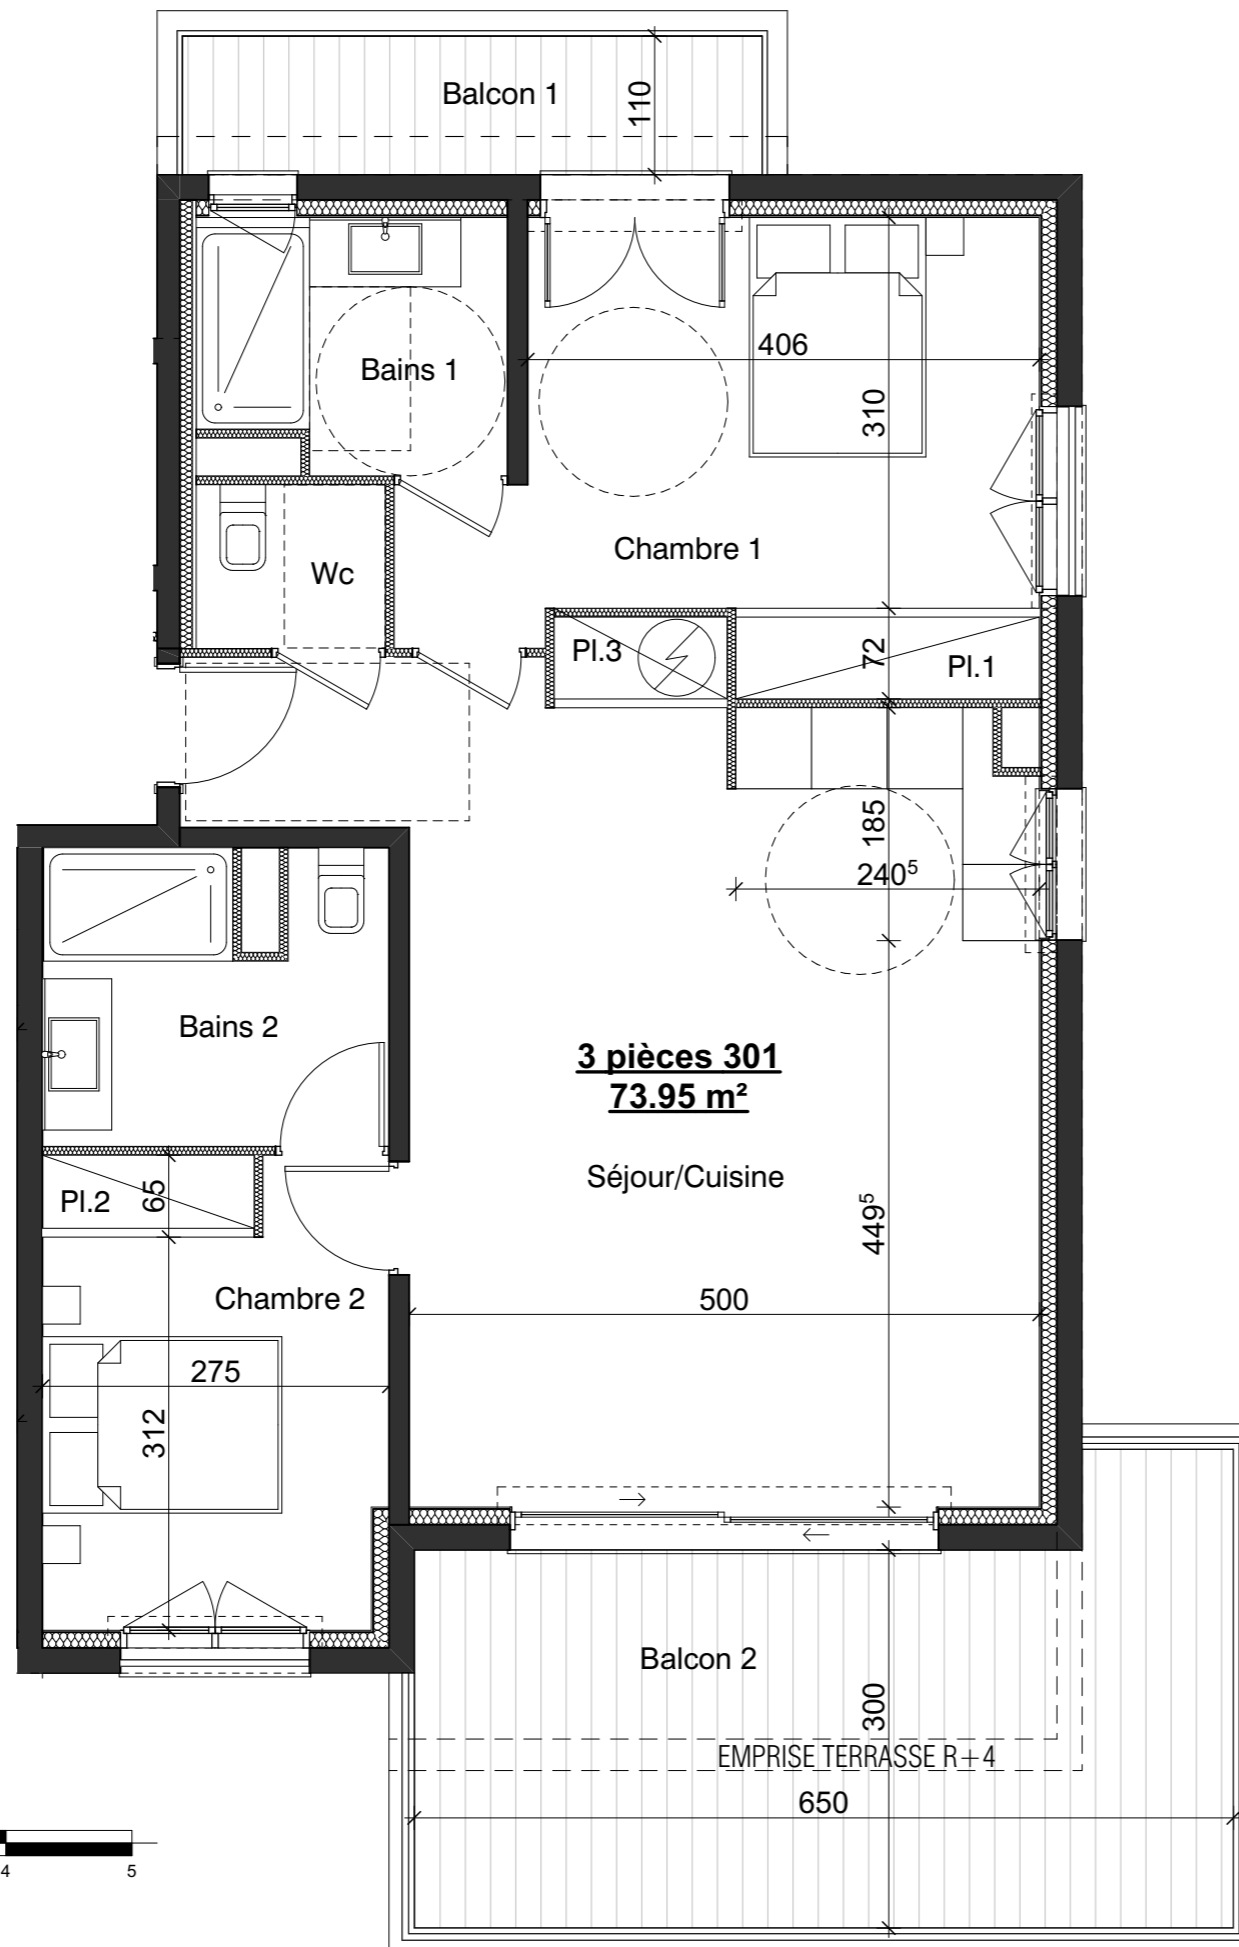 Balcon 1
110
Bains 1
406
310
Chambre 1
Wc
Pl.3
72
Pl.1
185
240⁵
Bains 2
3 pièces 301
73.95 m²
Séjour/Cuisine
Pl.2
65
449⁵
Chambre 2
500
275
312
Balcon 2
300
EMPRISE TERRASSE R+4
650
4
5